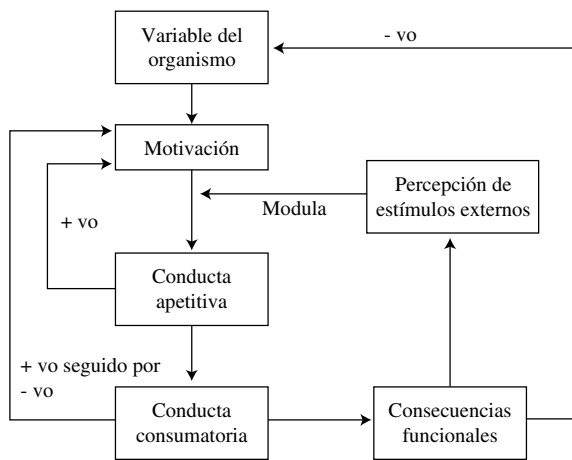 Variable del
organismo
- vo
Motivación
Percepción de
estímulos externos
Modula
+ vo
Conducta
apetitiva
+ vo seguido por
- vo
Conducta
consumatoria
Consecuencias
funcionales